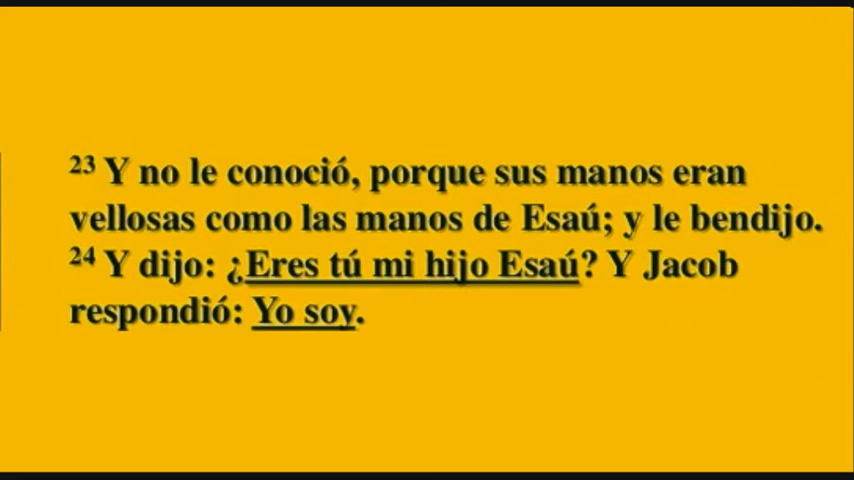 23 Y no le conoció, porque sus manos eran
vellosas como las manos de Esaú; y le bendijo.
24 Y dijo: ¿Eres tú mi hijo Esaú? Y Jacob
respondió: Yo soy.